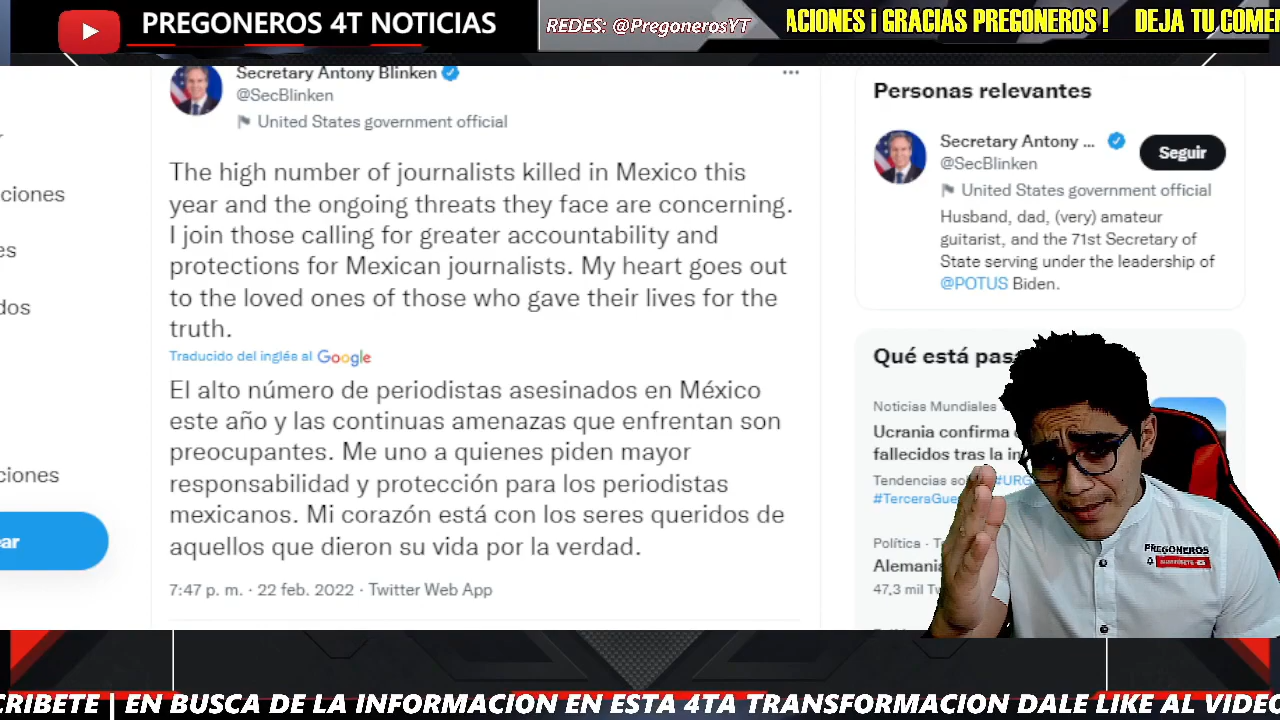 PREGONEROS 4T NOTICIAS
REDES: @PregonerosYT
ACIONES ¡ GRACIAS PREGONEROS ! DEJA TU COME
Secretary Antony Blinken
@SecBlinken
United States government official
The high number of journalists killed in Mexico this
year and the ongoing threats they face are concerning.
I join those calling for greater accountability and
protections for Mexican journalists. My heart goes out
to the loved ones of those who gave their lives for the
truth.
Traducido del inglés al Google
El alto número de periodistas asesinados en México
este año y las continuas amenazas que enfrentan son
preocupantes. Me uno a quienes piden mayor
responsabilidad y protección para los periodistas
mexicanos. Mi corazón está con los seres queridos de
aquellos que dieron su vida por la verdad.
7:47 p. m. · 22 feb. 2022 · Twitter Web App
ciones
es
dos
ciones
ear
Personas relevantes
Secretary Antony ...
@SecBlinken
Seguir
United States government official
Husband, dad, (very) amateur
guitarist, and the 71st Secretary of
State serving under the leadership of
@POTUS Biden.
Qué está pas
Noticias Mundiales
Ucrania confirma
fallecidos tras la in
Tendencias so #URG
#TerceraGue
Política · T
Alemani
47,3 mil Tw
PREGONEROS
CRIBETE | EN BUSCA DE LA INFORMACION EN ESTA 4TA TRANSFORMACION DALE LIKE AL VIDEO